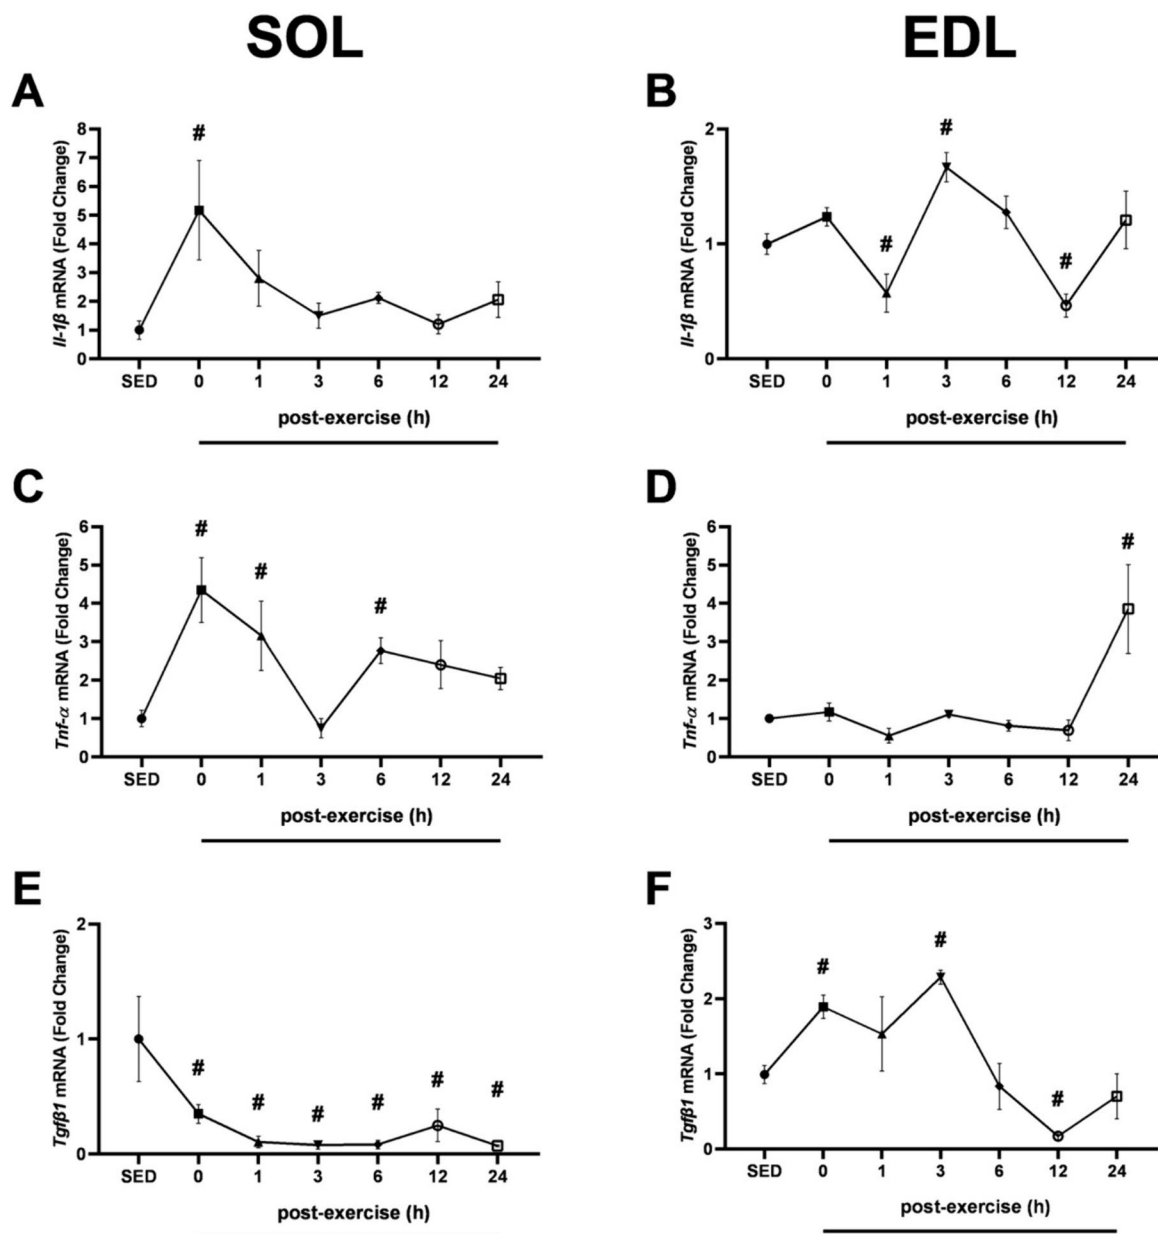 SOL
EDL
A
Il-1β mRNA (Fold Change)
8
7
6
5
4
3
2
1
0
#
SED 0 1 3 6 12 24
post-exercise (h)
B
Il-1β mRNA (Fold Change)
2
1
0
# # #
SED 0 1 3 6 12 24
post-exercise (h)
C
Tnf-α mRNA (Fold Change)
6
5
4
3
2
1
0
# # #
SED 0 1 3 6 12 24
post-exercise (h)
D
Tnf-α mRNA (Fold Change)
6
5
4
3
2
1
0
#
SED 0 1 3 6 12 24
post-exercise (h)
E
Tgfβ1 mRNA (Fold Change)
2
1
0
# # # # # #
SED 0 1 3 6 12 24
post-exercise (h)
F
Tgfβ1 mRNA (Fold Change)
3
2
1
0
# # #
SED 0 1 3 6 12 24
post-exercise (h)